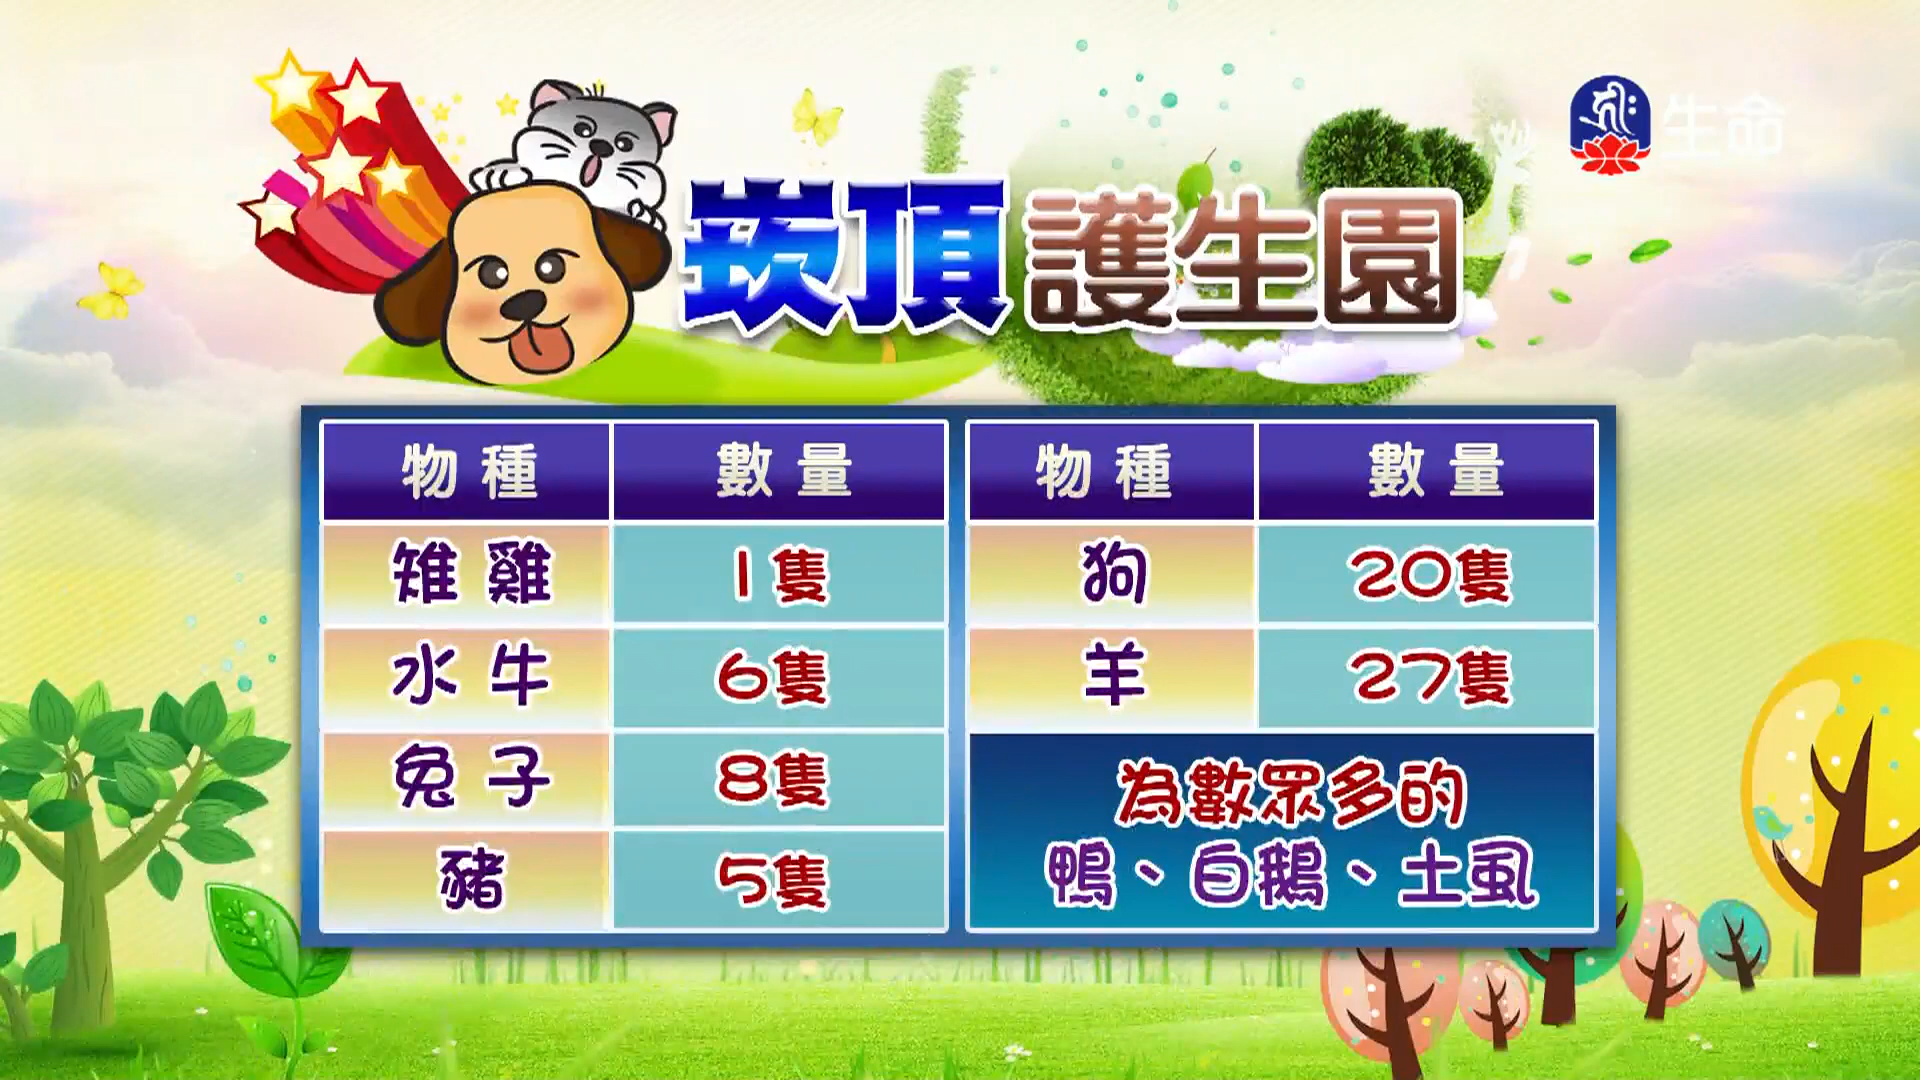 生命
崁頂護生園
物種 數量 物種 數量
雉雞 1隻 狗 20隻
水牛 6隻 羊 27隻
兔子 8隻
豬 5隻
為數眾多的
鴨、白鵝、土虱